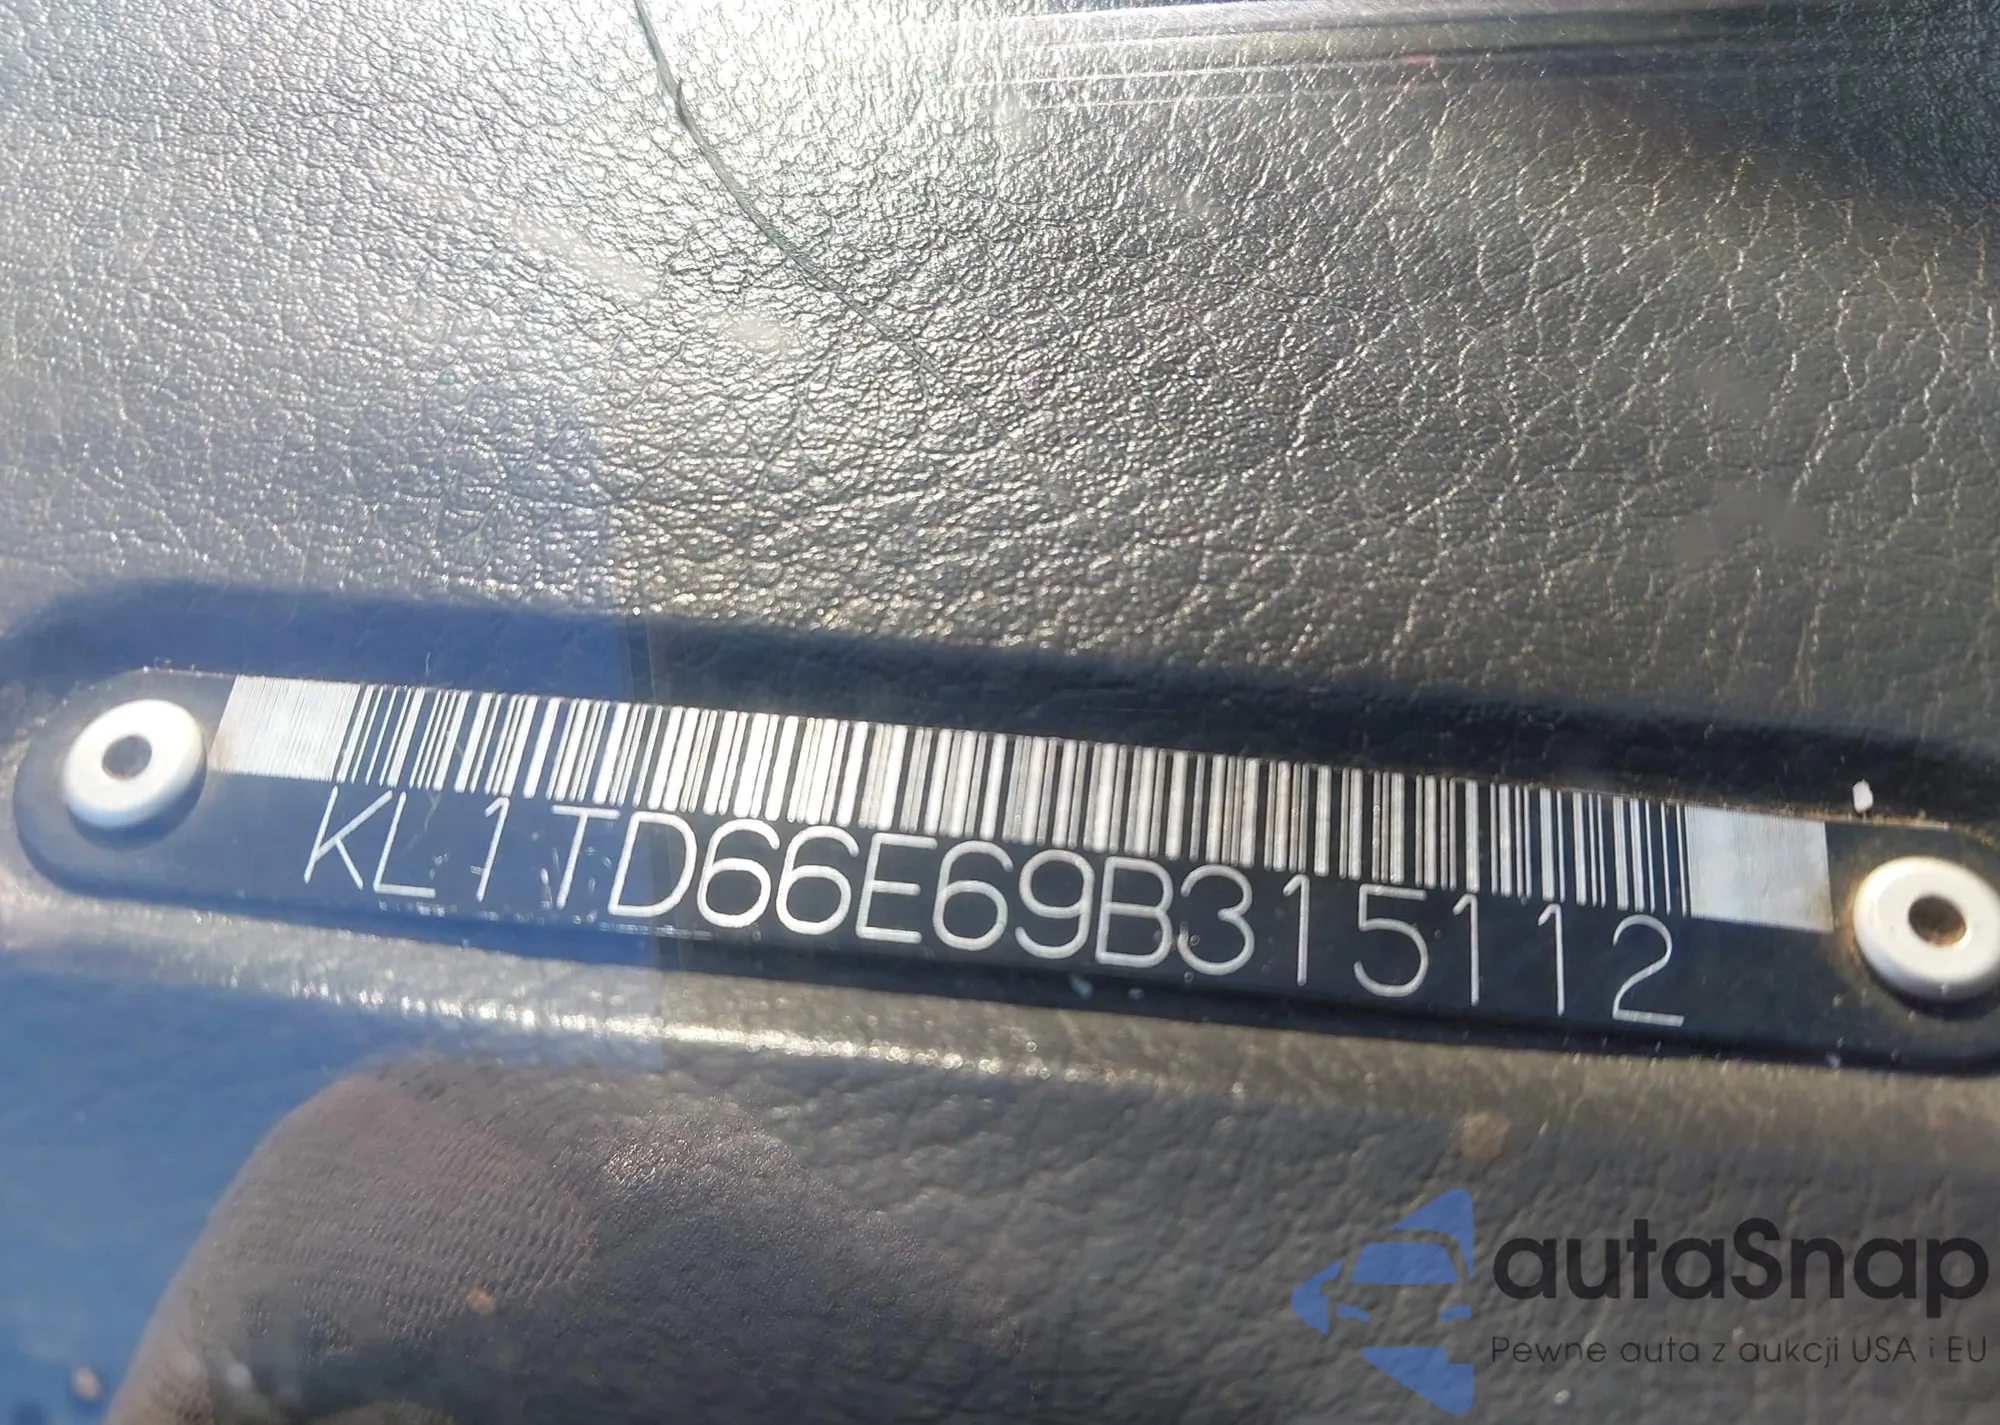 KL1TD66E69B315112
autaSnap
Pewne auta z aukcji USA i EU